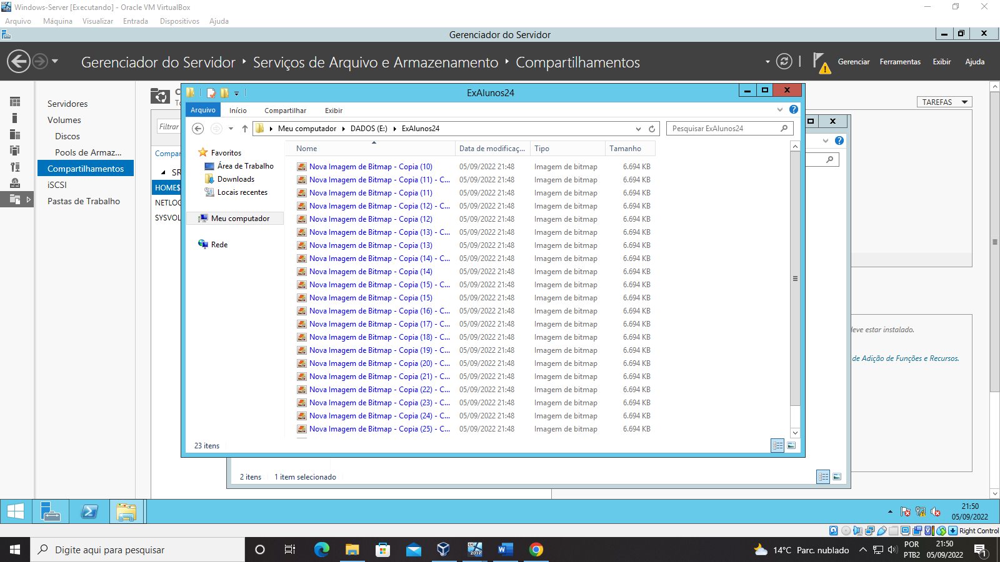 Windows-Server [Executando] - Oracle VM VirtualBox
Arquivo Máquina Visualizar Entrada Dispositivos Ajuda
Gerenciador do Servidor
Gerenciador do Servidor ‣ Serviços de Arquivo e Armazenamento ‣ Compartilhamentos
Gerenciar Ferramentas Exibir Ajuda
Servidores
Volumes
Discos
Pools de Armaz...
Compartilhamentos
iSCSI
Pastas de Trabalho
TAREFAS
Filtrar
Compar
SR
HOME$
NETLOG
SYSVOL
ExAlunos24
Arquivo Início Compartilhar Exibir
Meu computador DADOS (E:) ExAlunos24
Pesquisar ExAlunos24
Favoritos
Área de Trabalho
Downloads
Locais recentes
Meu computador
Rede
Nome Data de modificaç... Tipo Tamanho
Nova Imagem de Bitmap - Copia (10) 05/09/2022 21:48 Imagem de bitmap 6.694 KB
Nova Imagem de Bitmap - Copia (11) - C... 05/09/2022 21:48 Imagem de bitmap 6.694 KB
Nova Imagem de Bitmap - Copia (11) 05/09/2022 21:48 Imagem de bitmap 6.694 KB
Nova Imagem de Bitmap - Copia (12) - C... 05/09/2022 21:48 Imagem de bitmap 6.694 KB
Nova Imagem de Bitmap - Copia (12) 05/09/2022 21:48 Imagem de bitmap 6.694 KB
Nova Imagem de Bitmap - Copia (13) - C... 05/09/2022 21:48 Imagem de bitmap 6.694 KB
Nova Imagem de Bitmap - Copia (13) 05/09/2022 21:48 Imagem de bitmap 6.694 KB
Nova Imagem de Bitmap - Copia (14) - C... 05/09/2022 21:48 Imagem de bitmap 6.694 KB
Nova Imagem de Bitmap - Copia (14) 05/09/2022 21:48 Imagem de bitmap 6.694 KB
Nova Imagem de Bitmap - Copia (15) - C... 05/09/2022 21:48 Imagem de bitmap 6.694 KB
Nova Imagem de Bitmap - Copia (15) 05/09/2022 21:48 Imagem de bitmap 6.694 KB
Nova Imagem de Bitmap - Copia (16) - C... 05/09/2022 21:48 Imagem de bitmap 6.694 KB
Nova Imagem de Bitmap - Copia (17) - C... 05/09/2022 21:48 Imagem de bitmap 6.694 KB
Nova Imagem de Bitmap - Copia (18) - C... 05/09/2022 21:48 Imagem de bitmap 6.694 KB
Nova Imagem de Bitmap - Copia (19) - C... 05/09/2022 21:48 Imagem de bitmap 6.694 KB
Nova Imagem de Bitmap - Copia (20) - C... 05/09/2022 21:48 Imagem de bitmap 6.694 KB
Nova Imagem de Bitmap - Copia (21) - C... 05/09/2022 21:48 Imagem de bitmap 6.694 KB
Nova Imagem de Bitmap - Copia (22) - C... 05/09/2022 21:48 Imagem de bitmap 6.694 KB
Nova Imagem de Bitmap - Copia (23) - C... 05/09/2022 21:48 Imagem de bitmap 6.694 KB
Nova Imagem de Bitmap - Copia (24) - C... 05/09/2022 21:48 Imagem de bitmap 6.694 KB
Nova Imagem de Bitmap - Copia (25) - C... 05/09/2022 21:48 Imagem de bitmap 6.694 KB
23 itens
2 itens 1 item selecionado
deve estar instalado.
de Adição de Funções e Recursos.
21:50
05/09/2022
Right Control
Digite aqui para pesquisar
2012
14°C Parc. nublado
POR
PTB2
21:50
05/09/2022
1